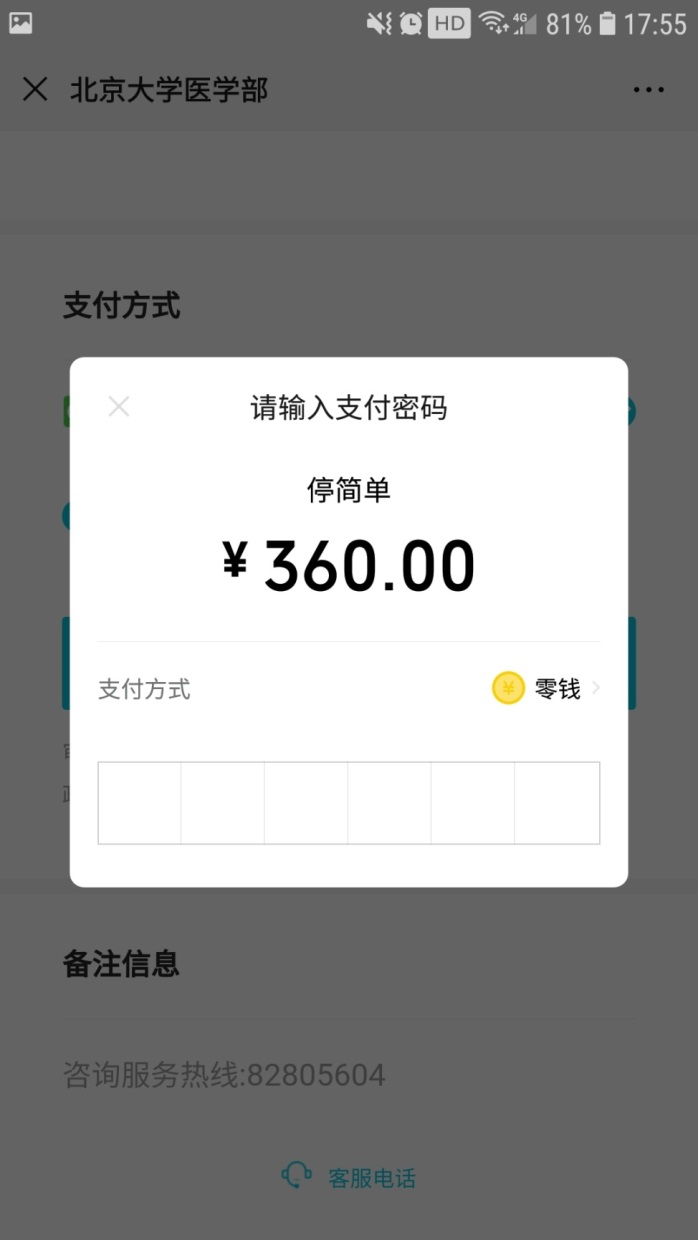 HD 4G 81% 17:55
北京大学医学部
支付方式
请输入支付密码
停简单
¥360.00
支付方式 零钱
备注信息
咨询服务热线:82805604
客服电话